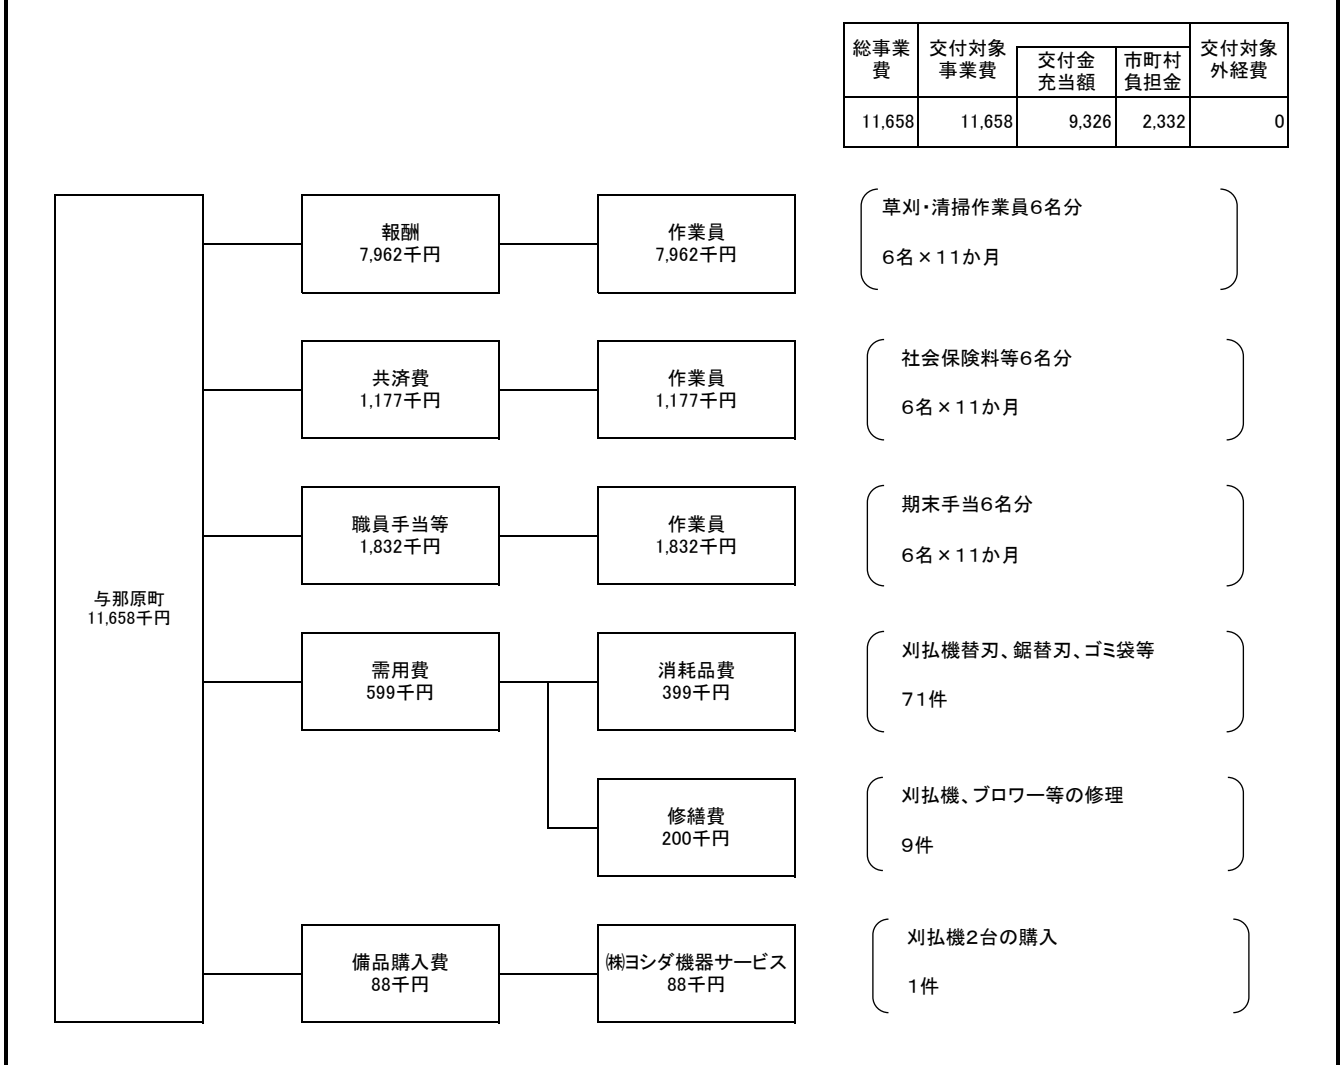 総事業費
交付対象事業費
交付金充当額
市町村負担金
交付対象外経費
11,658
11,658
9,326
2,332
0
与那原町
11,658千円
報酬
7,962千円
作業員
7,962千円
草刈・清掃作業員6名分
6名×11か月
共済費
1,177千円
作業員
1,177千円
社会保険料等6名分
6名×11か月
職員手当等
1,832千円
作業員
1,832千円
期末手当6名分
6名×11か月
需用費
599千円
消耗品費
399千円
刈払機替刃、鋸替刃、ゴミ袋等
71件
修繕費
200千円
刈払機、ブロワー等の修理
9件
備品購入費
88千円
㈱ヨシダ機器サービス
88千円
刈払機2台の購入
1件